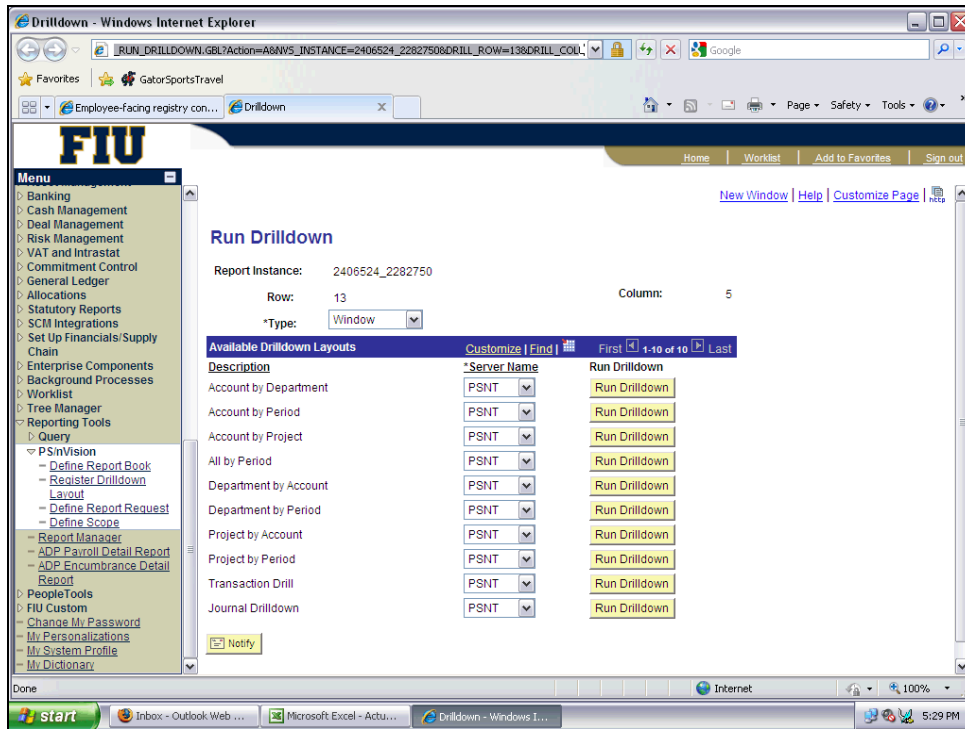 Drilldown - Windows Internet Explorer
_RUN_DRILLDOWN.GBL?Action=A&NVS_INSTANCE=2406524_2282750&DRILL_ROW=13&DRILL_COLL
Google
Favorites GatorSportsTravel
Employee-facing registry con... Drilldown Page Safety Tools
FIU
Home | Worklist | Add to Favorites | Sign out
Menu
New Window | Help | Customize Page | http
Banking
Cash Management
Deal Management
Risk Management
VAT and Intrastat
Commitment Control
General Ledger
Allocations
Statutory Reports
SCM Integrations
Set Up Financials/Supply
Chain
Enterprise Components
Background Processes
Worklist
Tree Manager
Reporting Tools
Query
PS/nVision
Define Report Book
Register Drilldown
Layout
Define Report Request
Define Scope
Report Manager
ADP Payroll Detail Report
ADP Encumbrance Detail
Report
PeopleTools
FIU Custom
Change My Password
My Personalizations
My System Profile
My Dictionary
Run Drilldown
Report Instance: 2406524_2282750
Row: 13 Column: 5
*Type: Window
Available Drilldown Layouts Customize | Find | First 1-10 of 10 Last
Description *Server Name Run Drilldown
Account by Department PSNT Run Drilldown
Account by Period PSNT Run Drilldown
Account by Project PSNT Run Drilldown
All by Period PSNT Run Drilldown
Department by Account PSNT Run Drilldown
Department by Period PSNT Run Drilldown
Project by Account PSNT Run Drilldown
Project by Period PSNT Run Drilldown
Transaction Drill PSNT Run Drilldown
Journal Drilldown PSNT Run Drilldown
Notify
Done Internet 100%
start Inbox - Outlook Web ... Microsoft Excel - Actu... Drilldown - Windows I... 5:29 PM